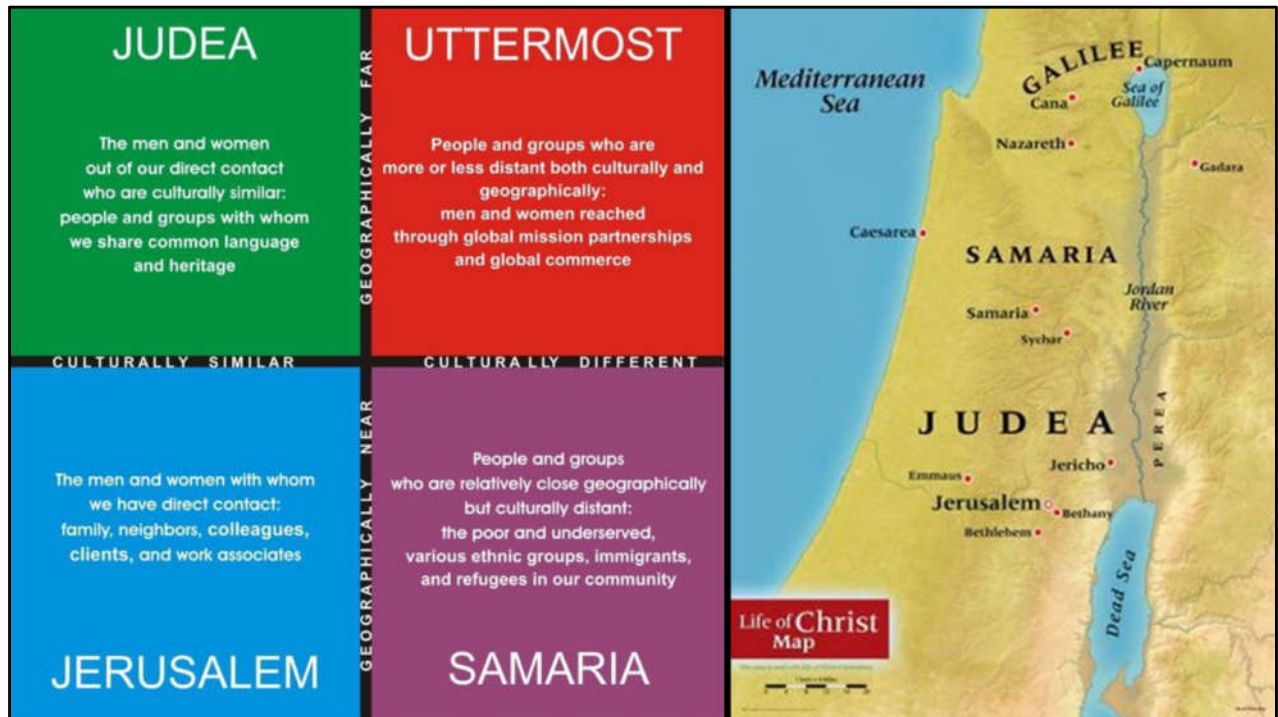 JUDEA
The men and women
out of our direct contact
who are culturally similar:
people and groups with whom
we share common language
and heritage
GEOGRAPHICALLY FAR
UTTERMOST
People and groups who are
more or less distant both culturally and
geographically:
men and women reached
through global mission partnerships
and global commerce
CULTURALLY SIMILAR
CULTURALLY DIFFERENT
The men and women with whom
we have direct contact:
family, neighbors, colleagues,
clients, and work associates
JERUSALEM
GEOGRAPHICALLY NEAR
People and groups
who are relatively close geographically
but culturally distant:
the poor and underserved,
various ethnic groups, immigrants,
and refugees in our community
SAMARIA
Mediterranean
Sea
GALILEE
Capernaum
Sea of
Galilee
Cana
Nazareth
Gadara
Caesarea
SAMARIA
Jordan
River
Samaria
Sychar
JUDEA
PEREA
Emmaus
Jericho
Jerusalem
Bethany
Bethlehem
Dead Sea
Life of Christ
Map